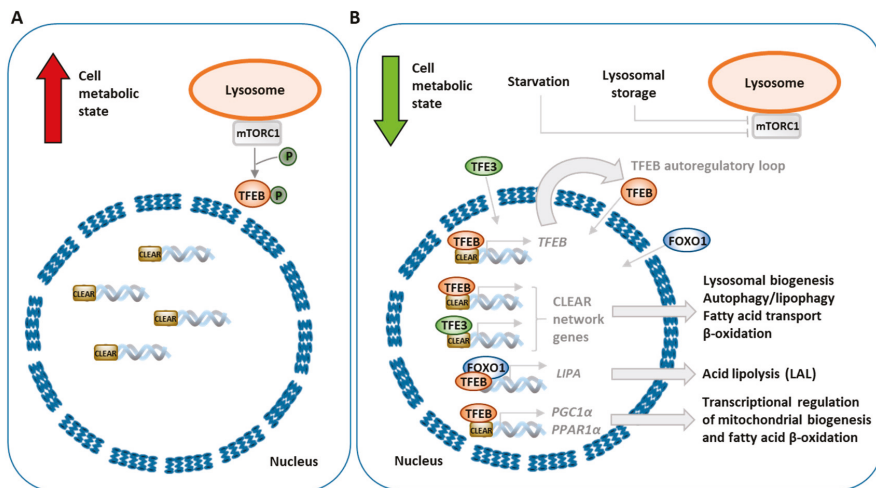 A
Cell
metabolic
state
Lysosome
mTORC1
P
TFEB
P
CLEAR
CLEAR
CLEAR
CLEAR
Nucleus
B
Cell
metabolic
state
Starvation
Lysosomal
storage
Lysosome
mTORC1
TFE3
TFEB autoregulatory loop
TFEB
FOXO1
TFEB
CLEAR
TFEB
TFEB
CLEAR
TFE3
CLEAR
CLEAR
network
genes
Lysosomal biogenesis
Autophagy/lipophagy
Fatty acid transport
β-oxidation
FOXO1
TFEB
LIPA
Acid lipolysis (LAL)
TFEB
CLEAR
PGC1α
PPAR1α
Transcriptional regulation
of mitochondrial biogenesis
and fatty acid β-oxidation
Nucleus